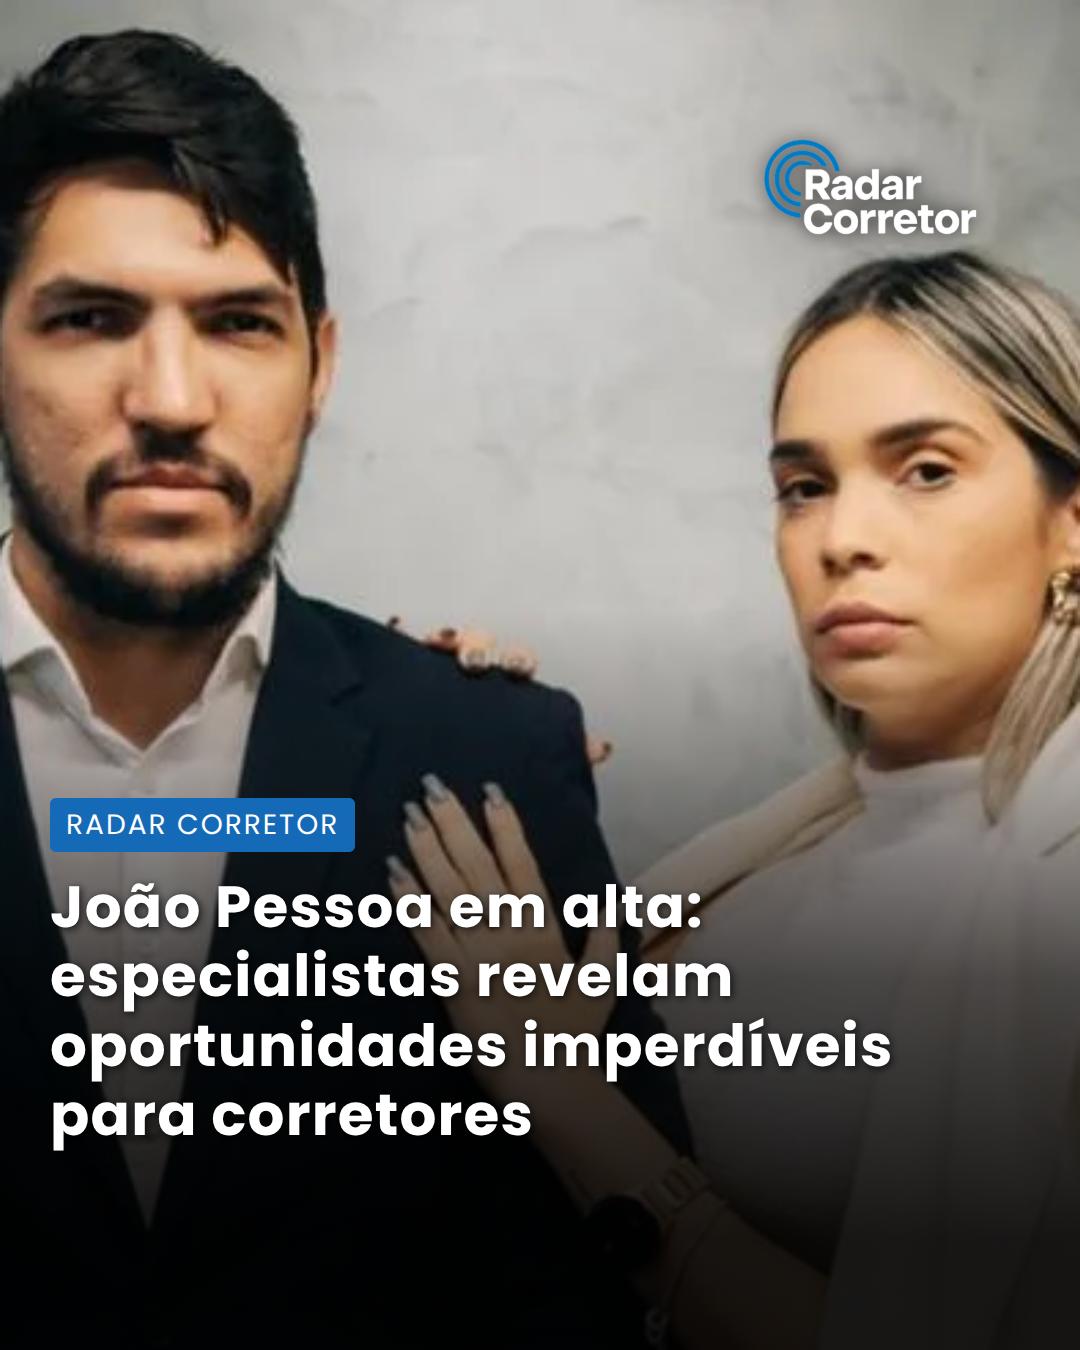 Radar
Corretor
RADAR CORRETOR
João Pessoa em alta:
especialistas revelam
oportunidades imperdíveis
para corretores